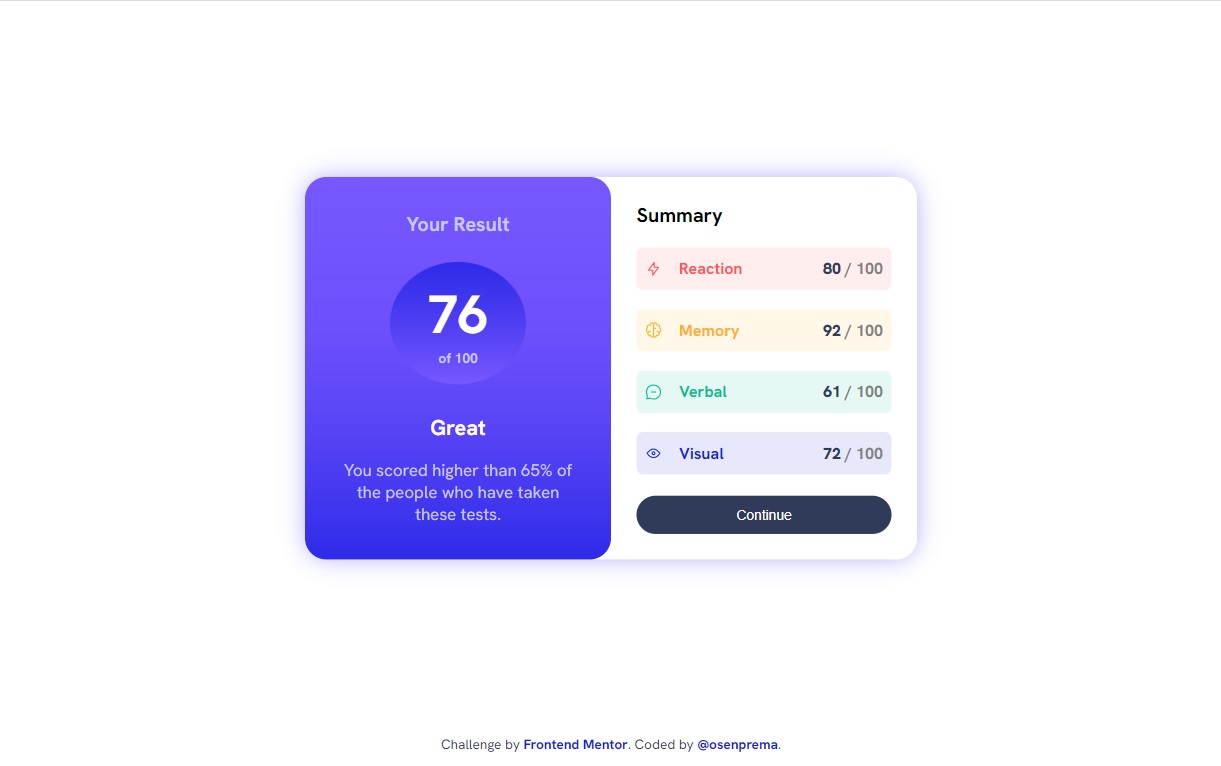 Your Result
76
of 100
Great
You scored higher than 65% of
the people who have taken
these tests.
Summary
Reaction 80 / 100
Memory 92 / 100
Verbal 61 / 100
Visual 72 / 100
Continue
Challenge by Frontend Mentor. Coded by @osenprema.